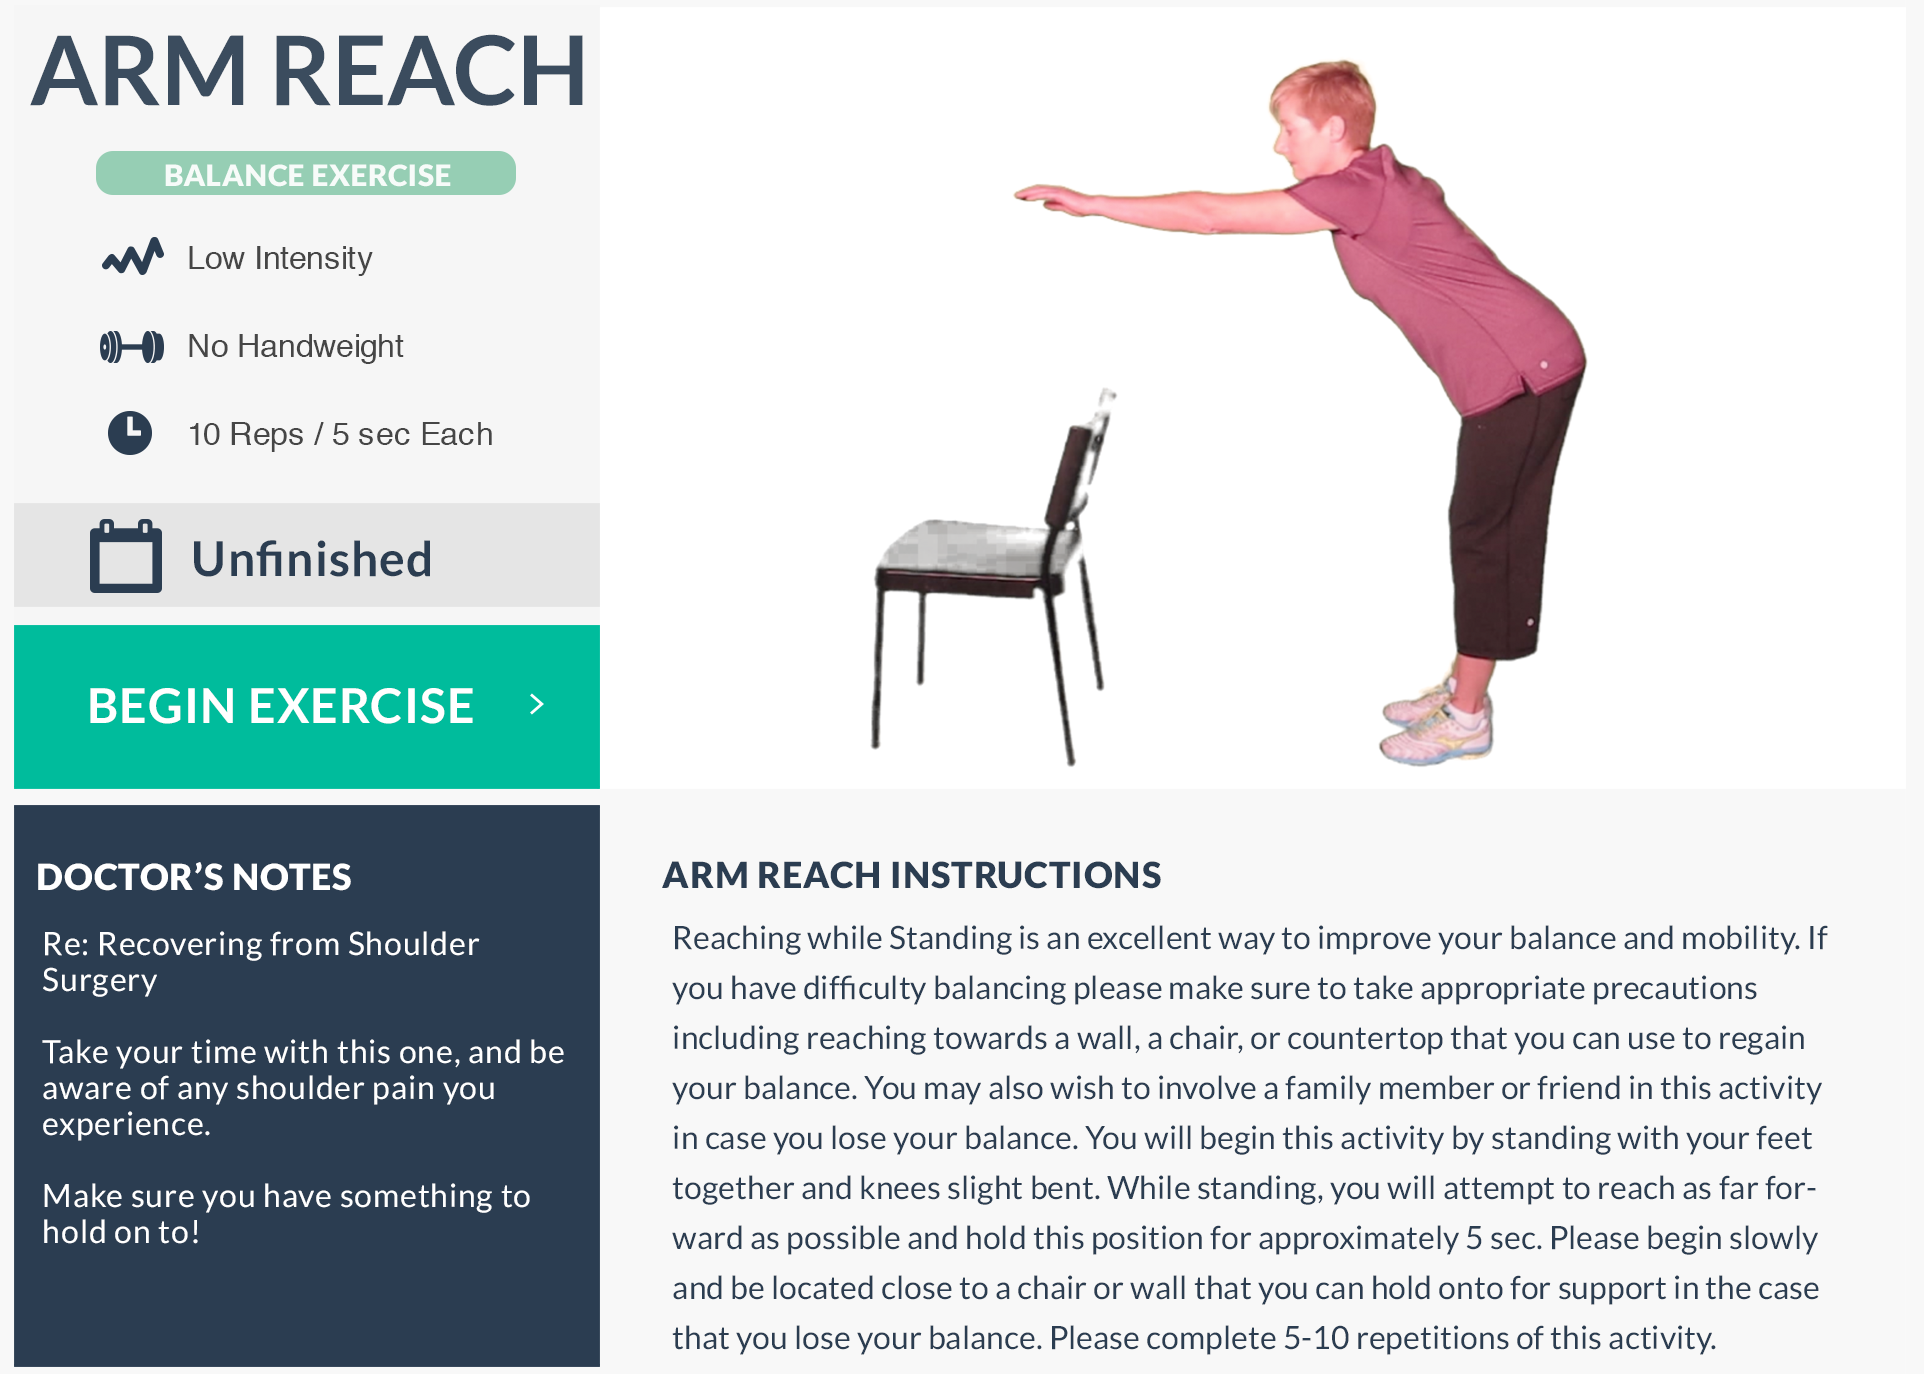 ARM REACH
BALANCE EXERCISE
Low Intensity
No Handweight
10 Reps / 5 sec Each
Unfinished
BEGIN EXERCISE >
DOCTOR’S NOTES
Re: Recovering from Shoulder
Surgery
Take your time with this one, and be
aware of any shoulder pain you
experience.
Make sure you have something to
hold on to!
ARM REACH INSTRUCTIONS
Reaching while Standing is an excellent way to improve your balance and mobility. If
you have difficulty balancing please make sure to take appropriate precautions
including reaching towards a wall, a chair, or countertop that you can use to regain
your balance. You may also wish to involve a family member or friend in this activity
in case you lose your balance. You will begin this activity by standing with your feet
together and knees slight bent. While standing, you will attempt to reach as far for-
ward as possible and hold this position for approximately 5 sec. Please begin slowly
and be located close to a chair or wall that you can hold onto for support in the case
that you lose your balance. Please complete 5-10 repetitions of this activity.